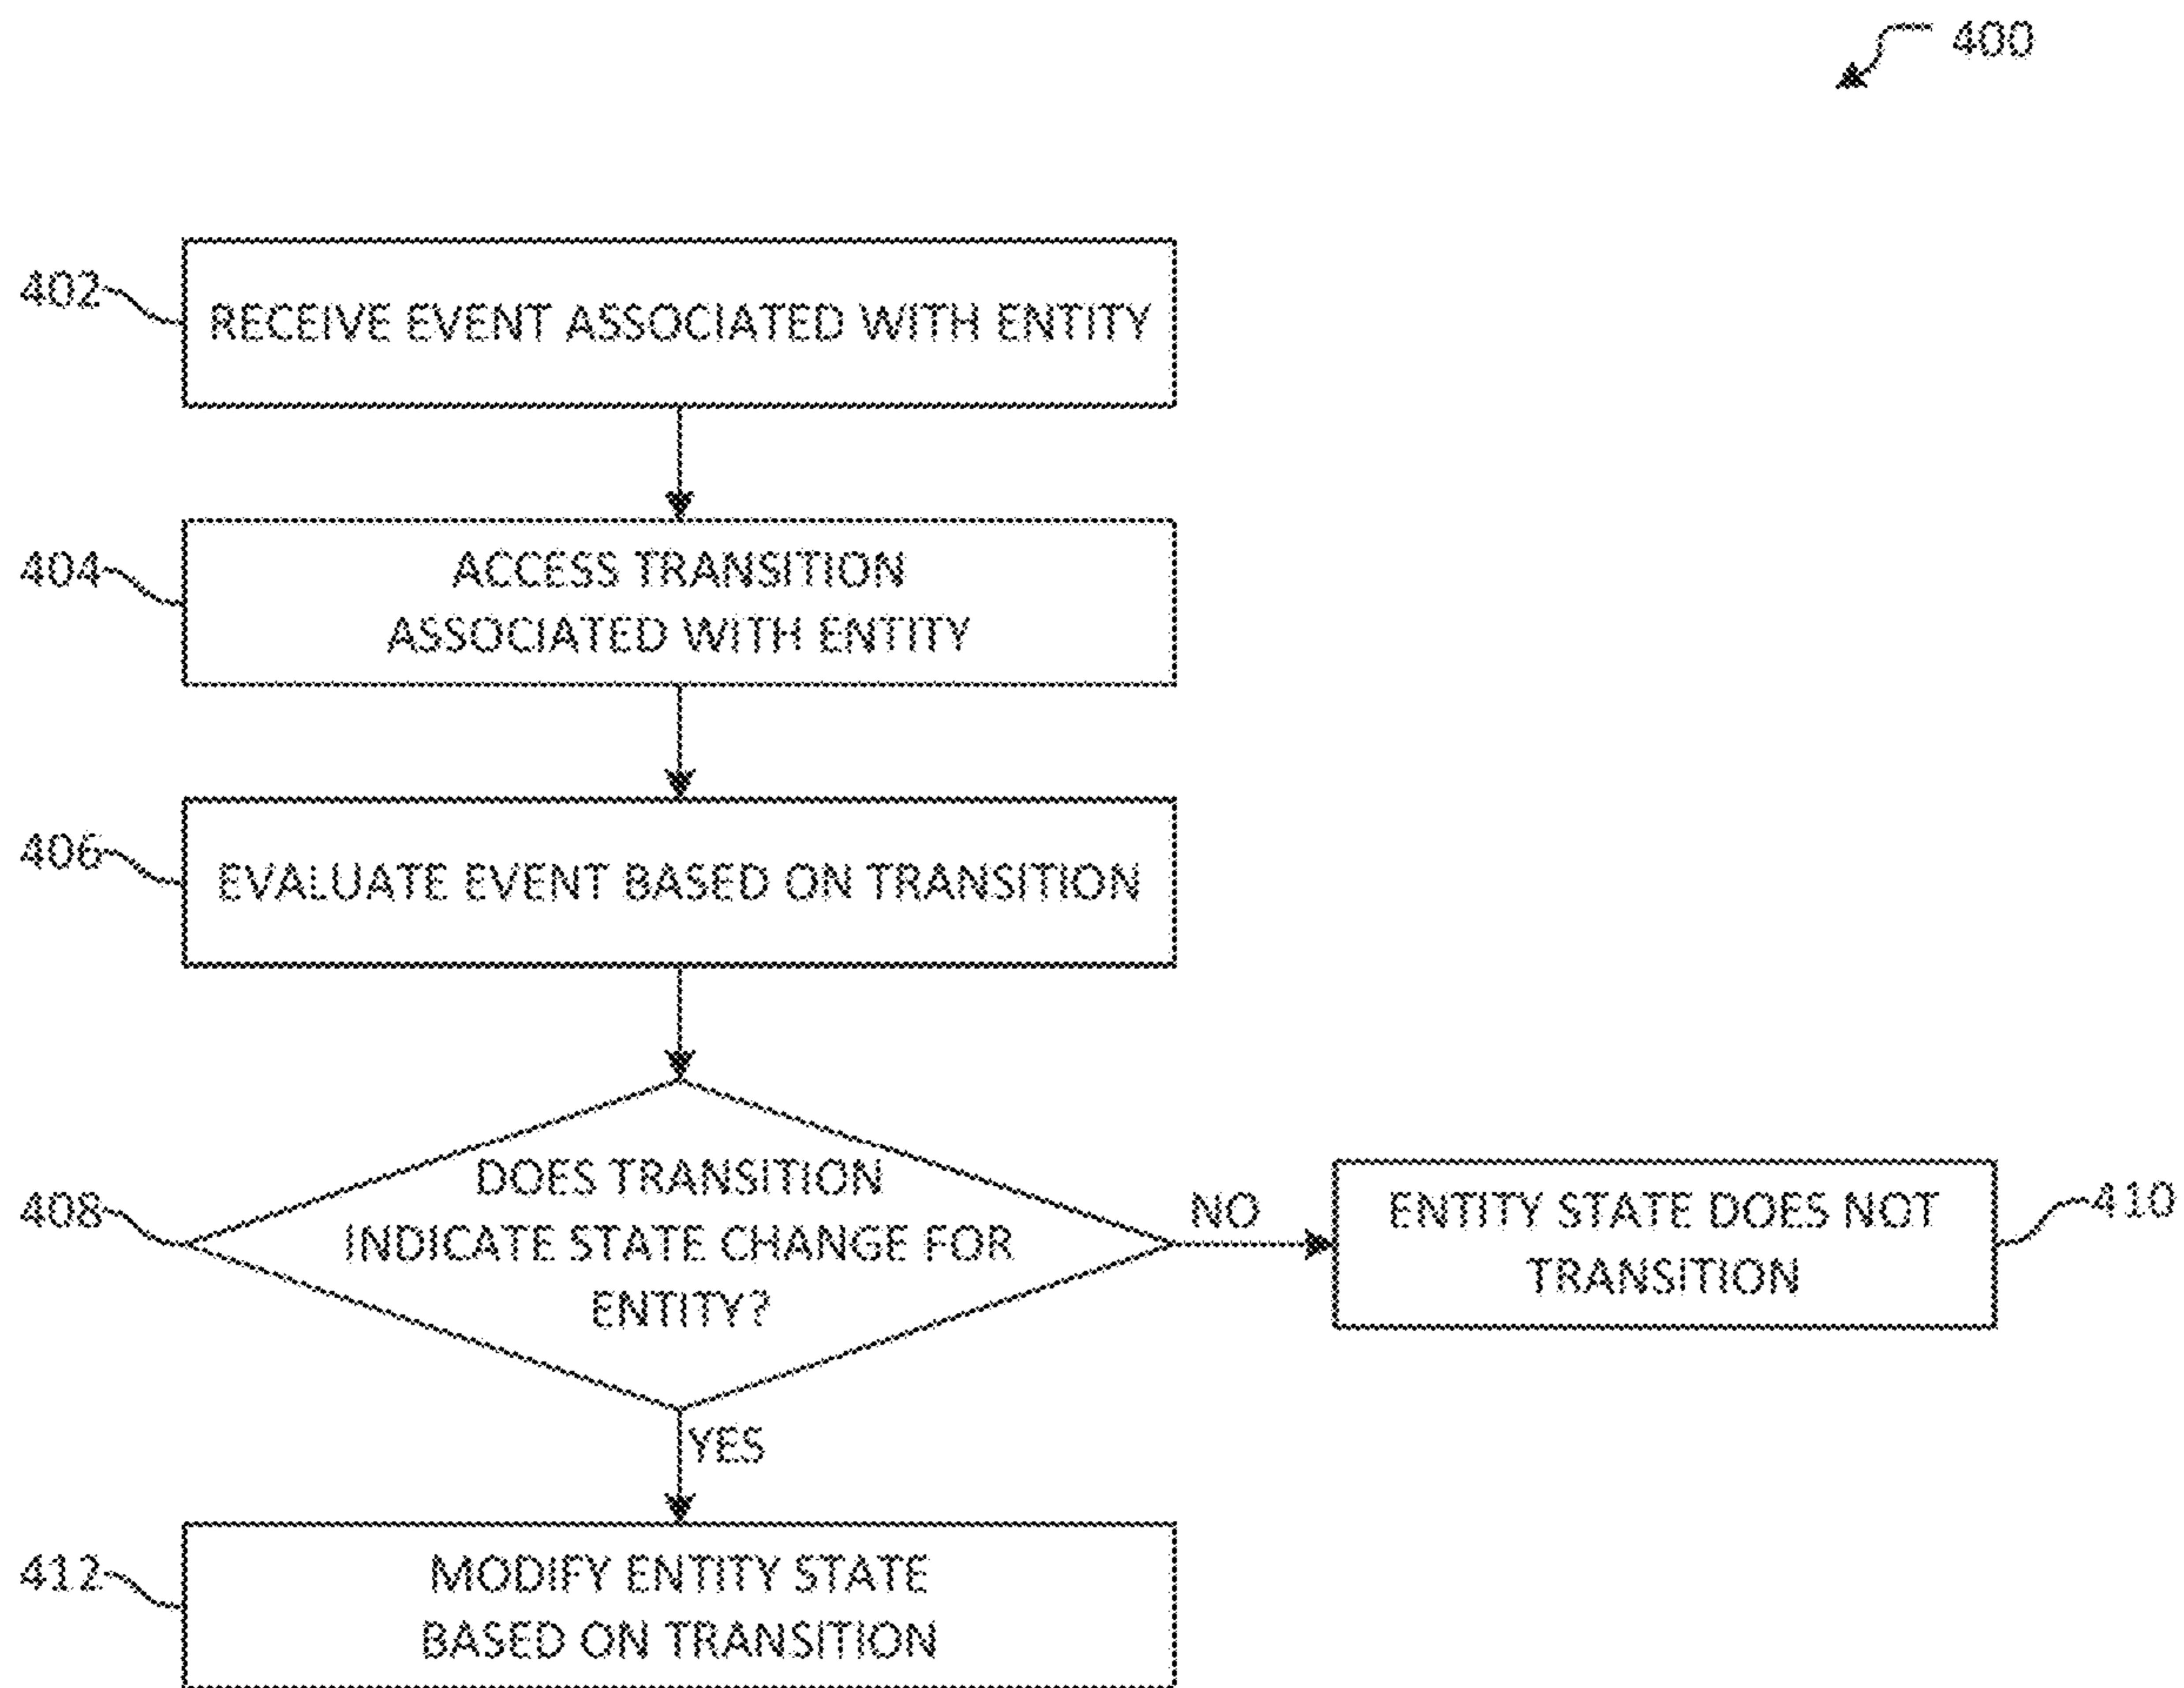 400
402
RECEIVE EVENT ASSOCIATED WITH ENTITY
404
ACCESS TRANSITION
ASSOCIATED WITH ENTITY
406
EVALUATE EVENT BASED ON TRANSITION
408
DOES TRANSITION
INDICATE STATE CHANGE FOR
ENTITY?
NO
ENTITY STATE DOES NOT
TRANSITION
410
YES
412
MODIFY ENTITY STATE
BASED ON TRANSITION